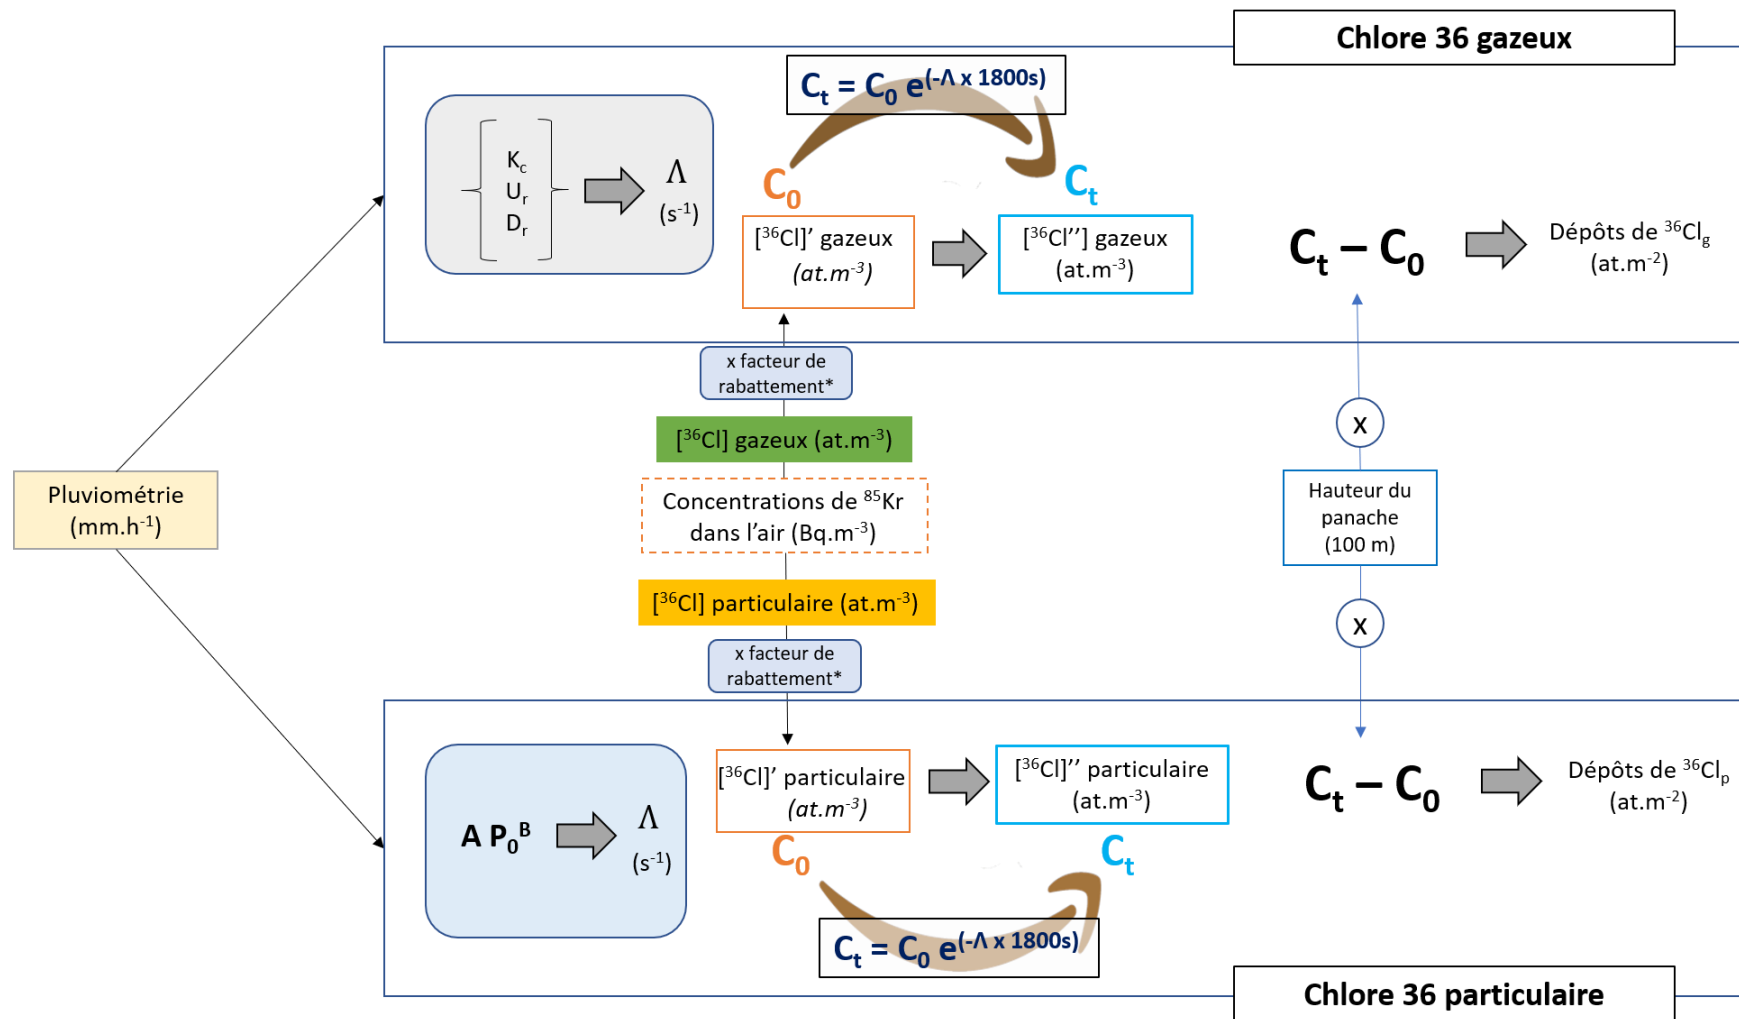 Chlore 36 gazeux
Cₜ = C₀ e⁽⁻Λ ˣ ¹⁸⁰⁰ˢ⁾
K꜀
Uᵣ
Dᵣ
Λ
(s⁻¹)
C₀
Cₜ
[³⁶Cl]’ gazeux
(at.m⁻³)
[³⁶Cl’’] gazeux
(at.m⁻³)
Cₜ – C₀
Dépôts de ³⁶Cl_g
(at.m⁻²)
x facteur de
rabattement*
[³⁶Cl] gazeux (at.m⁻³)
x
Pluviométrie
(mm.h⁻¹)
Concentrations de ⁸⁵Kr
dans l’air (Bq.m⁻³)
Hauteur du
panache
(100 m)
[³⁶Cl] particulaire (at.m⁻³)
x
x facteur de
rabattement*
A P₀ᴮ
Λ
(s⁻¹)
[³⁶Cl]’ particulaire
(at.m⁻³)
[³⁶Cl]’’ particulaire
(at.m⁻³)
Cₜ – C₀
Dépôts de ³⁶Clₚ
(at.m⁻²)
C₀
Cₜ
Cₜ = C₀ e⁽⁻Λ ˣ ¹⁸⁰⁰ˢ⁾
Chlore 36 particulaire